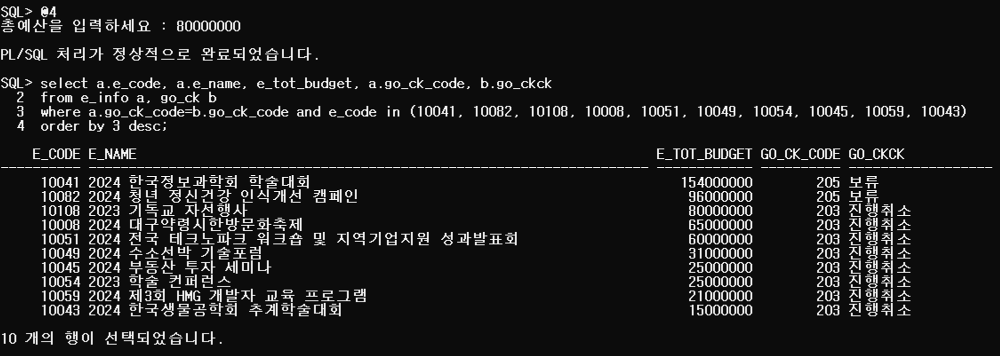 SQL> @4
총예산을 입력하세요 : 80000000
PL/SQL 처리가 정상적으로 완료되었습니다.
SQL> select a.e_code, a.e_name, e_tot_budget, a.go_ck_code, b.go_ckck
2 from e_info a, go_ck b
3 where a.go_ck_code=b.go_ck_code and e_code in (10041, 10082, 10108, 10008, 10051, 10049, 10054, 10045, 10059, 10043)
4 order by 3 desc;
E_CODE E_NAME E_TOT_BUDGET GO_CK_CODE GO_CKCK
10041 2024 한국정보과학회 학술대회 154000000 205 보류
10082 2024 청년 정신건강 인식개선 캠페인 96000000 205 보류
10108 2023 기독교 자선행사 80000000 203 진행취소
10008 2024 대구약령시한방문화축제 65000000 203 진행취소
10051 2024 전국 테크노파크 워크숍 및 지역기업지원 성과발표회 60000000 203 진행취소
10049 2024 수소선박 기술포럼 31000000 203 진행취소
10045 2024 부동산 투자 세미나 25000000 203 진행취소
10054 2023 학술 컨퍼런스 25000000 203 진행취소
10059 2024 제3회 HMG 개발자 교육 프로그램 21000000 203 진행취소
10043 2024 한국생물공학회 추계학술대회 15000000 203 진행취소
10 개의 행이 선택되었습니다.